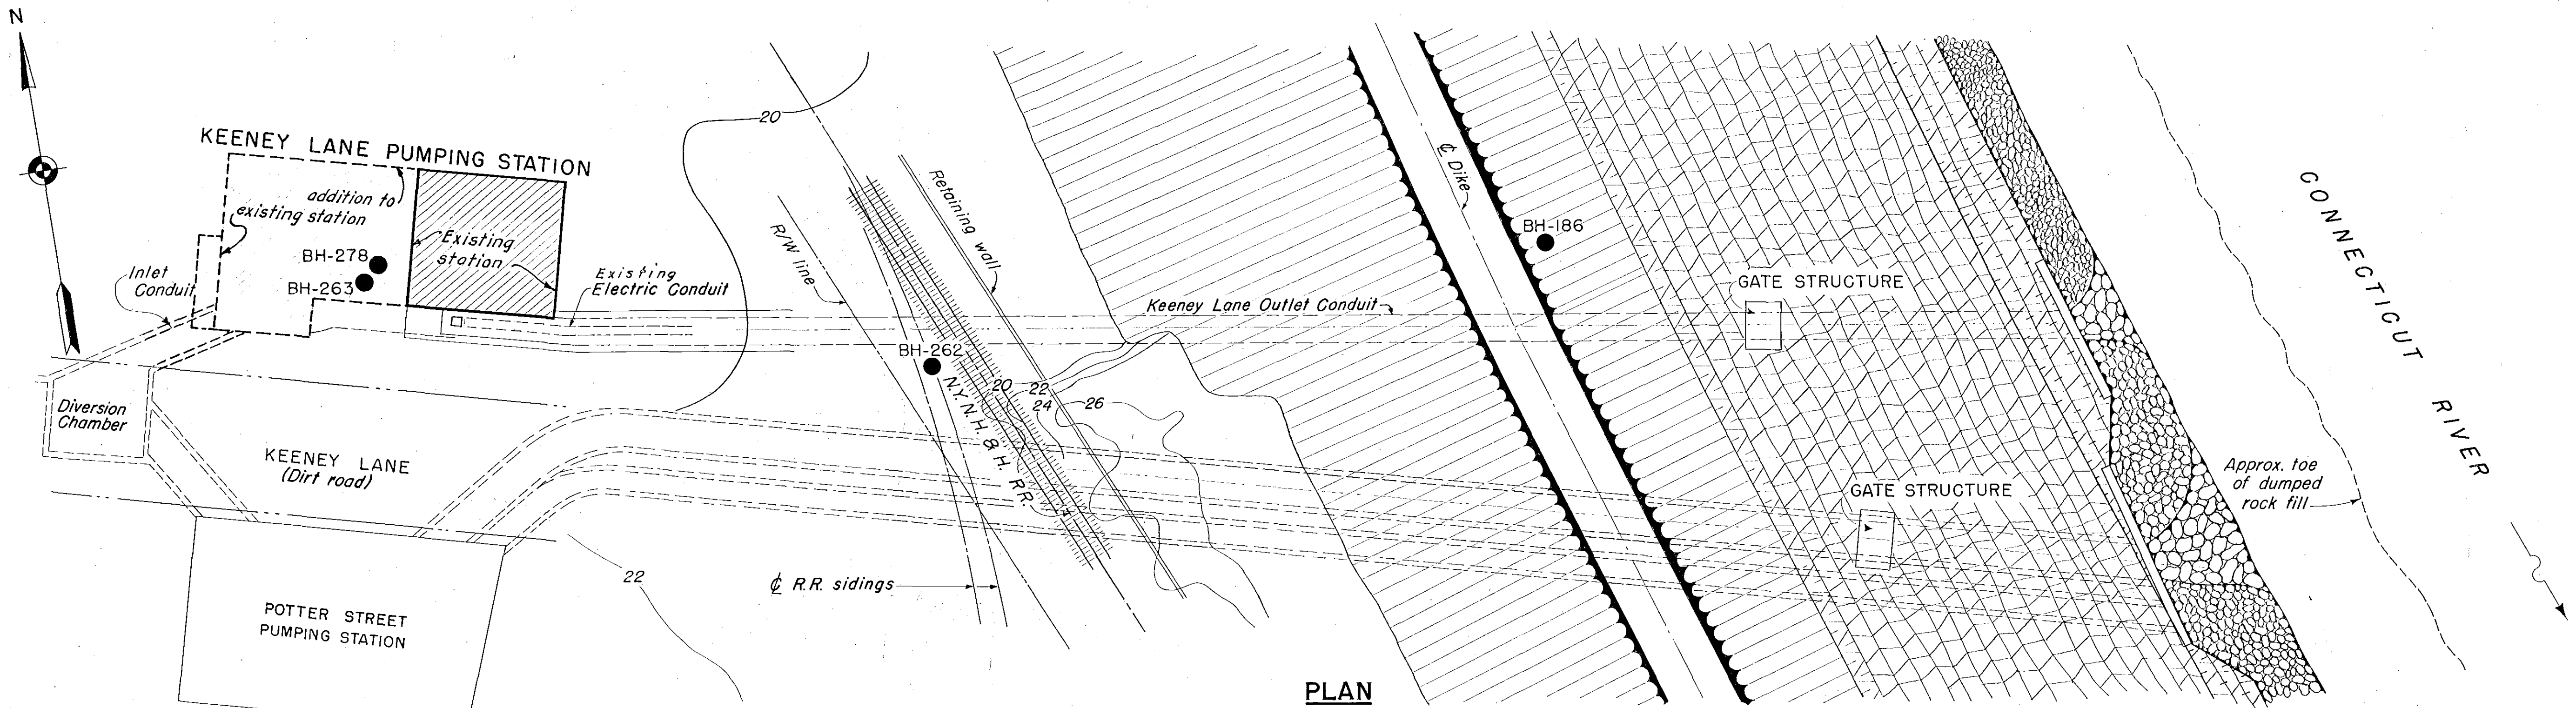 N
KEENEY LANE PUMPING STATION
addition to
existing station
BH-278
BH-263
Existing
station
Inlet
Conduit
Existing
Electric Conduit
Diversion
Chamber
KEENEY LANE
(Dirt road)
POTTER STREET
PUMPING STATION
20
22
R/W line
Retaining wall
BH-262
N.Y. N.H. & H. RR
20
22
24
26
℄ R.R. sidings
Keeney Lane Outlet Conduit
℄ Dike
BH-186
GATE STRUCTURE
GATE STRUCTURE
Approx. toe
of dumped
rock fill
CONNECTICUT RIVER
PLAN